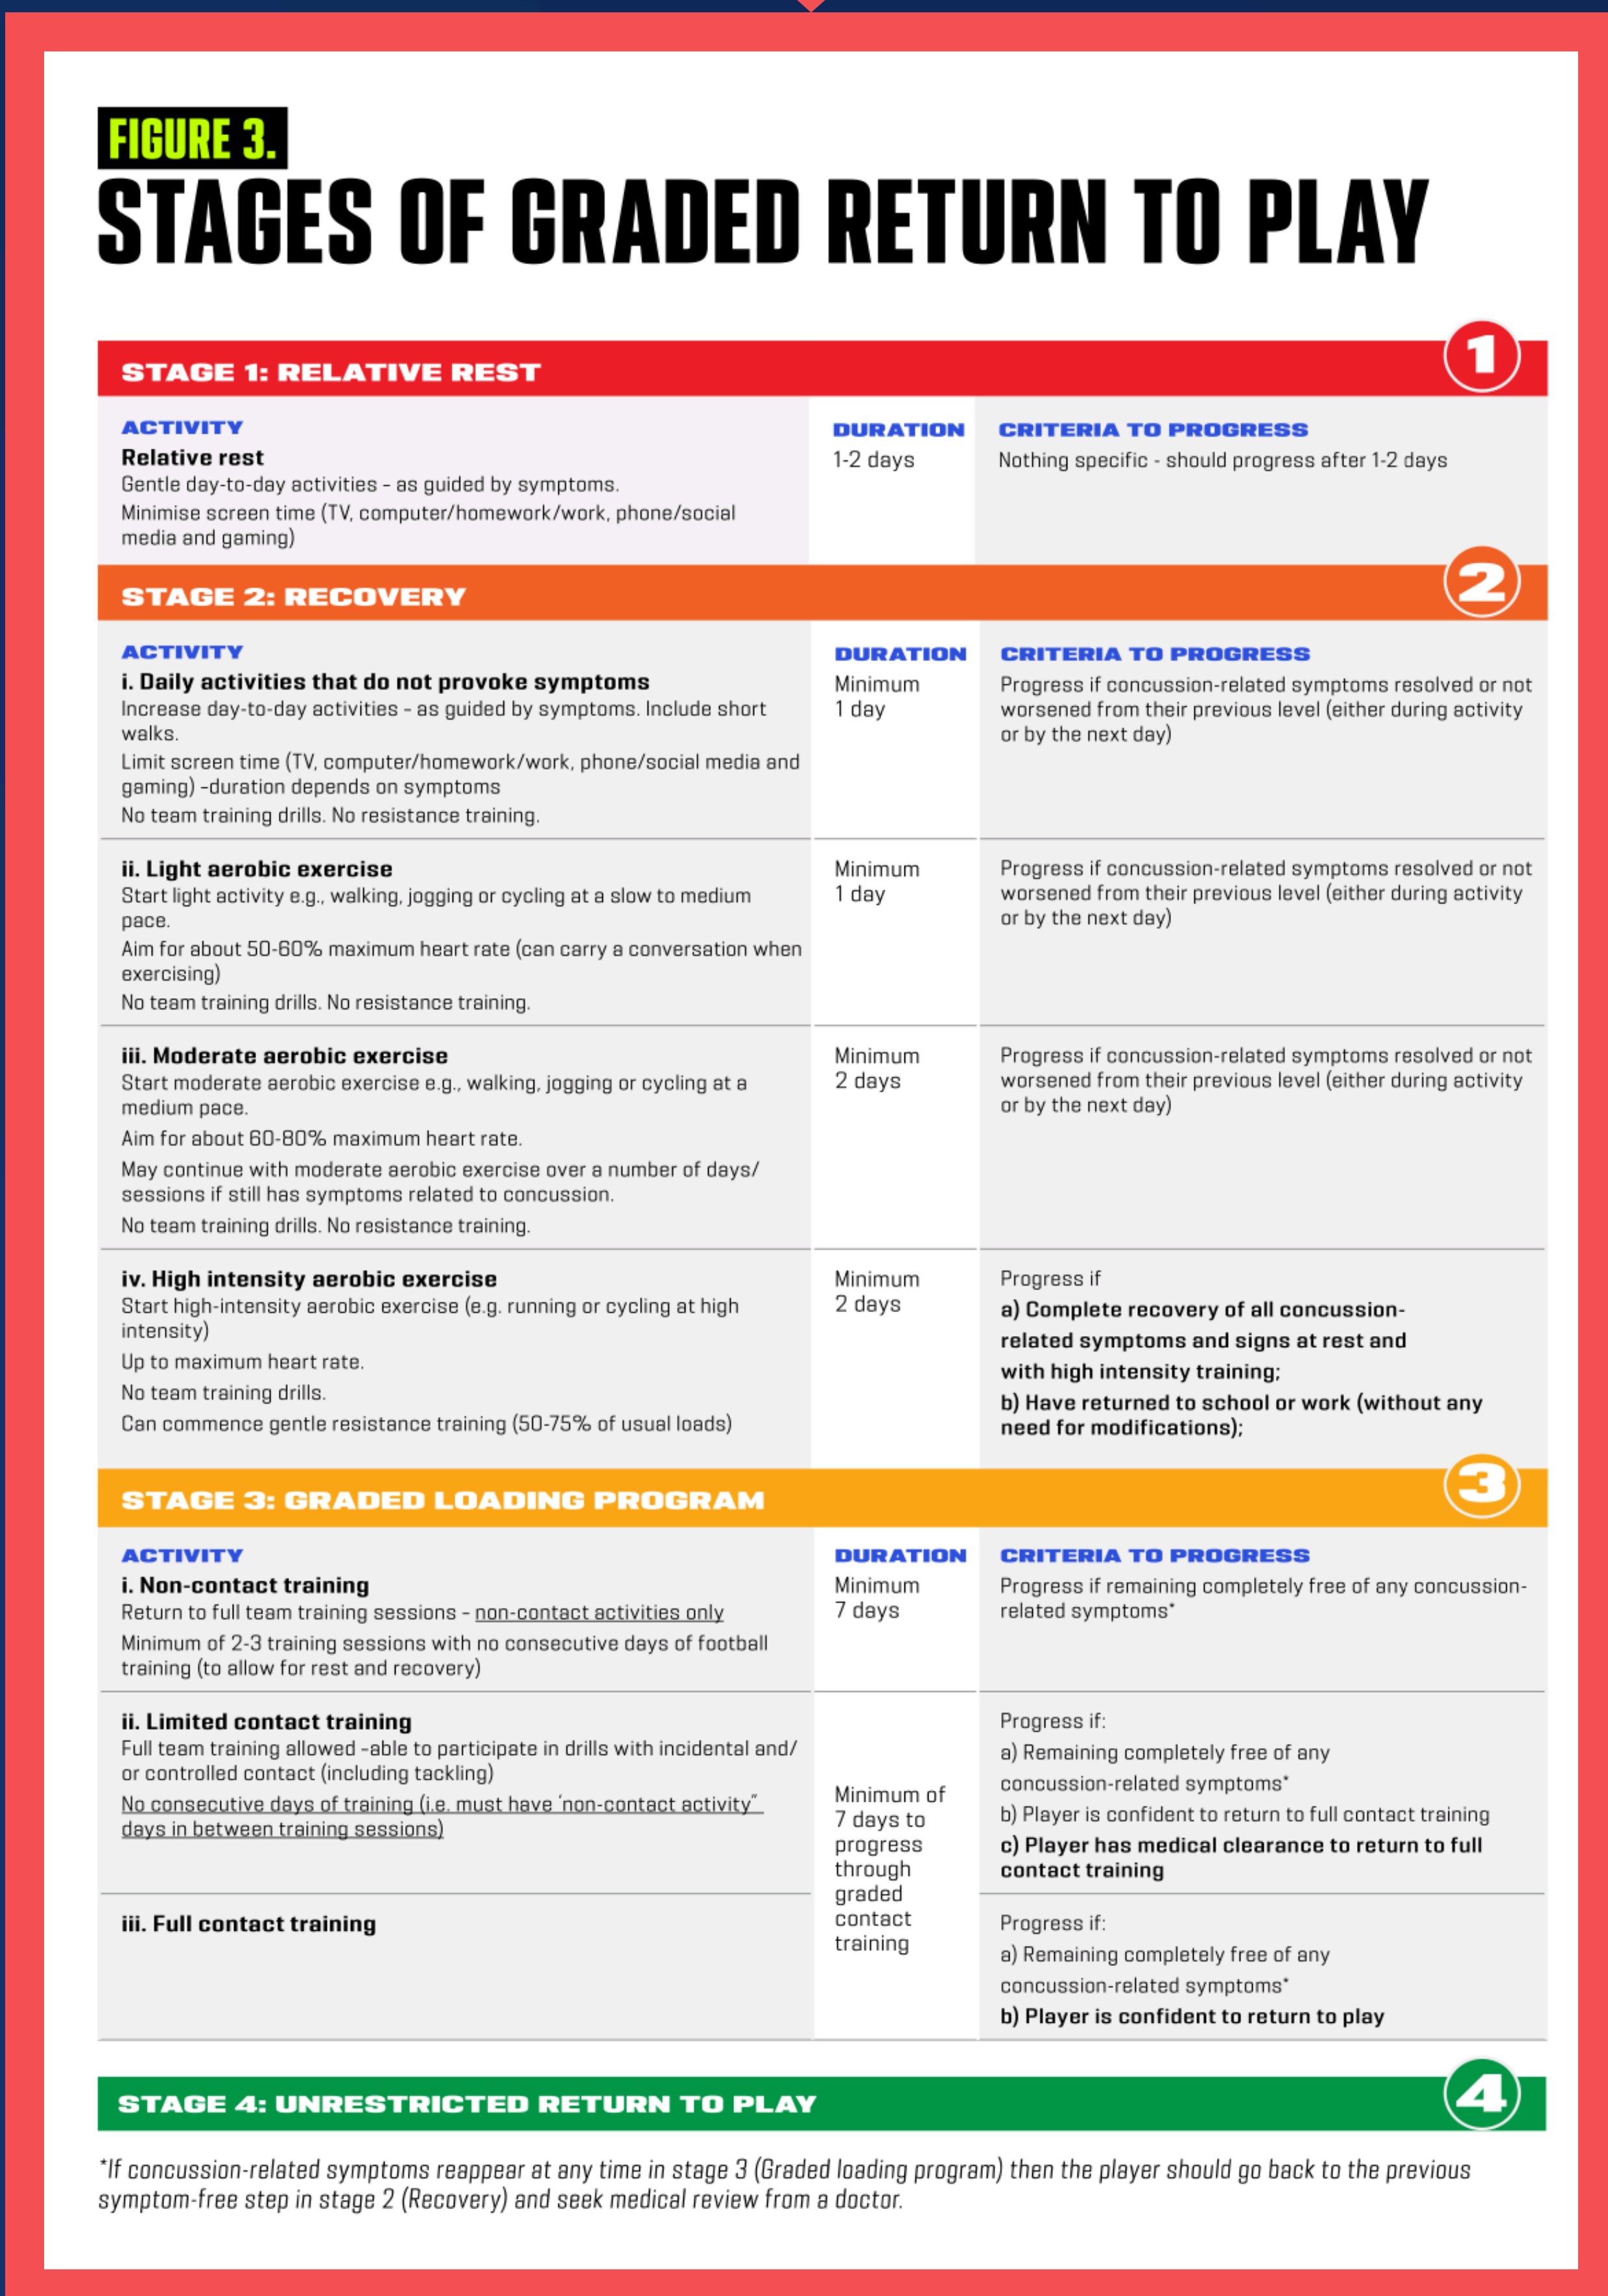 FIGURE 3.
STAGES OF GRADED RETURN TO PLAY
1
STAGE 1: RELATIVE REST
ACTIVITY
Relative rest
Gentle day-to-day activities - as guided by symptoms.
Minimise screen time (TV, computer/homework/work, phone/social
media and gaming)
DURATION
1-2 days
CRITERIA TO PROGRESS
Nothing specific - should progress after 1-2 days
2
STAGE 2: RECOVERY
ACTIVITY
i. Daily activities that do not provoke symptoms
Increase day-to-day activities - as guided by symptoms. Include short
walks.
Limit screen time (TV, computer/homework/work, phone/social media and
gaming) -duration depends on symptoms
No team training drills. No resistance training.
DURATION
Minimum
1 day
CRITERIA TO PROGRESS
Progress if concussion-related symptoms resolved or not
worsened from their previous level (either during activity
or by the next day)
ii. Light aerobic exercise
Start light activity e.g., walking, jogging or cycling at a slow to medium
pace.
Aim for about 50-60% maximum heart rate (can carry a conversation when
exercising)
No team training drills. No resistance training.
Minimum
1 day
Progress if concussion-related symptoms resolved or not
worsened from their previous level (either during activity
or by the next day)
iii. Moderate aerobic exercise
Start moderate aerobic exercise e.g., walking, jogging or cycling at a
medium pace.
Aim for about 60-80% maximum heart rate.
May continue with moderate aerobic exercise over a number of days/
sessions if still has symptoms related to concussion.
No team training drills. No resistance training.
Minimum
2 days
Progress if concussion-related symptoms resolved or not
worsened from their previous level (either during activity
or by the next day)
iv. High intensity aerobic exercise
Start high-intensity aerobic exercise (e.g. running or cycling at high
intensity)
Up to maximum heart rate.
No team training drills.
Can commence gentle resistance training (50-75% of usual loads)
Minimum
2 days
Progress if
a) Complete recovery of all concussion-
related symptoms and signs at rest and
with high intensity training;
b) Have returned to school or work (without any
need for modifications);
3
STAGE 3: GRADED LOADING PROGRAM
ACTIVITY
i. Non-contact training
Return to full team training sessions - non-contact activities only
Minimum of 2-3 training sessions with no consecutive days of football
training (to allow for rest and recovery)
DURATION
Minimum
7 days
CRITERIA TO PROGRESS
Progress if remaining completely free of any concussion-
related symptoms*
ii. Limited contact training
Full team training allowed -able to participate in drills with incidental and/
or controlled contact (including tackling)
No consecutive days of training (i.e. must have 'non-contact activity"
days in between training sessions)
Minimum of
7 days to
progress
through
graded
contact
training
Progress if:
a) Remaining completely free of any
concussion-related symptoms*
b) Player is confident to return to full contact training
c) Player has medical clearance to return to full
contact training
iii. Full contact training
Progress if:
a) Remaining completely free of any
concussion-related symptoms*
b) Player is confident to return to play
4
STAGE 4: UNRESTRICTED RETURN TO PLAY
*If concussion-related symptoms reappear at any time in stage 3 (Graded loading program) then the player should go back to the previous
symptom-free step in stage 2 (Recovery) and seek medical review from a doctor.